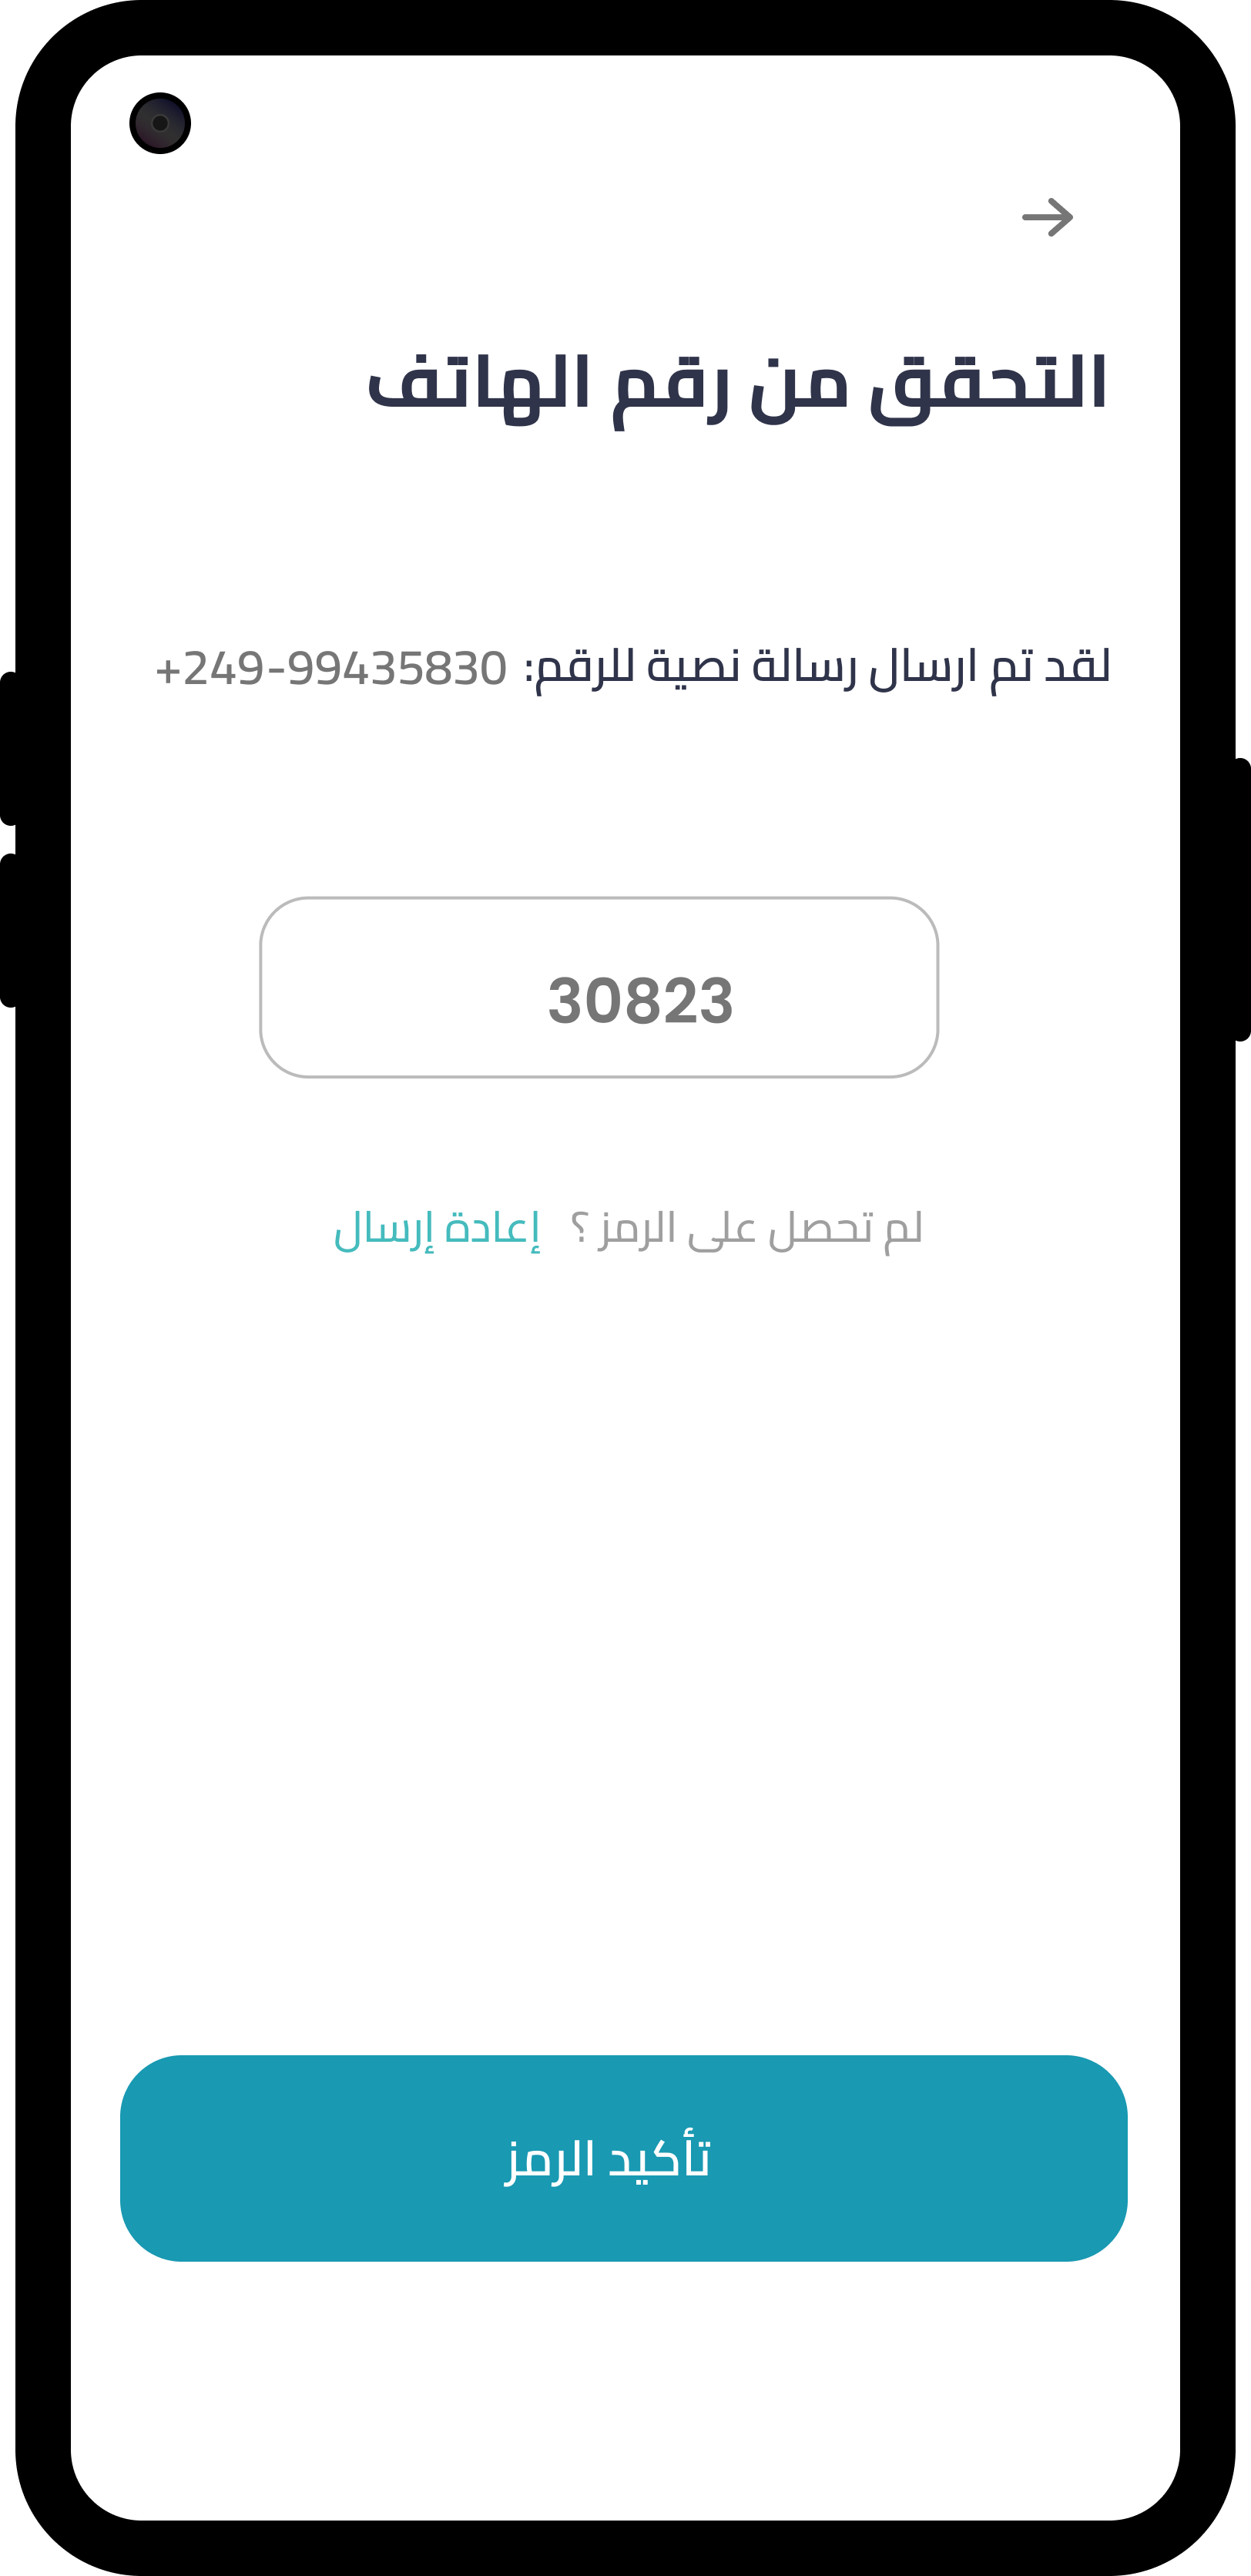 التحقق من رقم الهاتف
لقد تم ارسال رسالة نصية للرقم: +249-99435830
30823
لم تحصل على الرمز ؟ إعادة إرسال
تأكيد الرمز